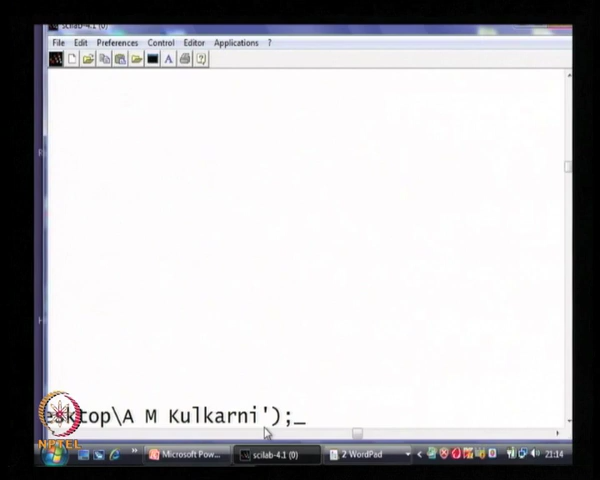 scilab-4.1 (0)
File Edit Preferences Control Editor Applications ?
esktop\A M Kulkarni');_
NPTEL
Microsoft Pow... scilab-4.1 (0) 2 WordPad 21:14